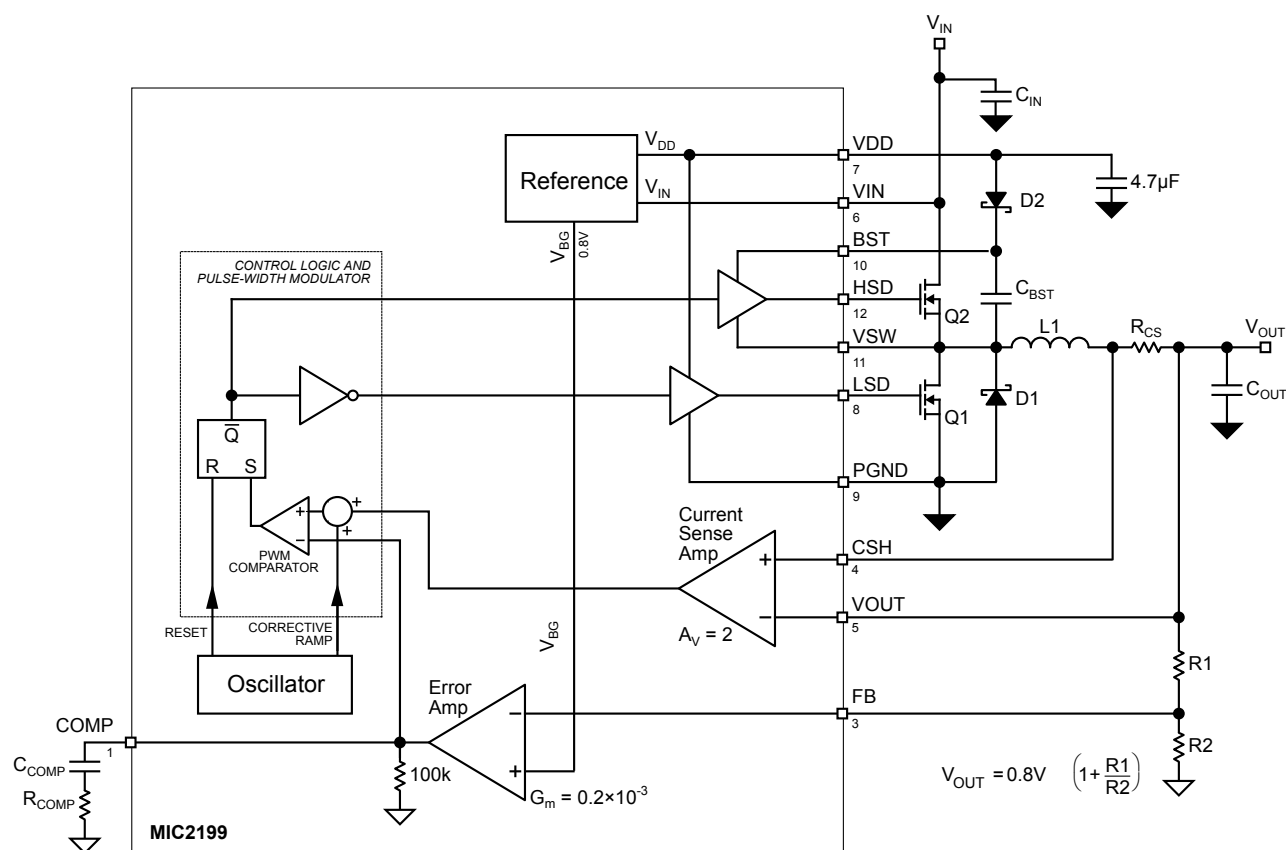 VIN
CIN
VDD
VDD
7
4.7µF
Reference
VIN
VIN
6
D2
VBG
0.8V
BST
10
CONTROL LOGIC AND
PULSE-WIDTH MODULATOR
HSD
12
CBST
Q2
VSW
11
L1
RCS
VOUT
LSD
8
Q1
D1
COUT
Q̅
R S
PGND
9
+
+
+
−
PWM
COMPARATOR
Current
Sense
Amp
+
CSH
4
−
VOUT
5
AV = 2
RESET
CORRECTIVE
RAMP
VBG
R1
Oscillator
Error
Amp
−
FB
3
COMP
1
R2
CCOMP
100k
+
VOUT = 0.8V (1+R1/R2)
RCOMP
Gm = 0.2×10-3
MIC2199